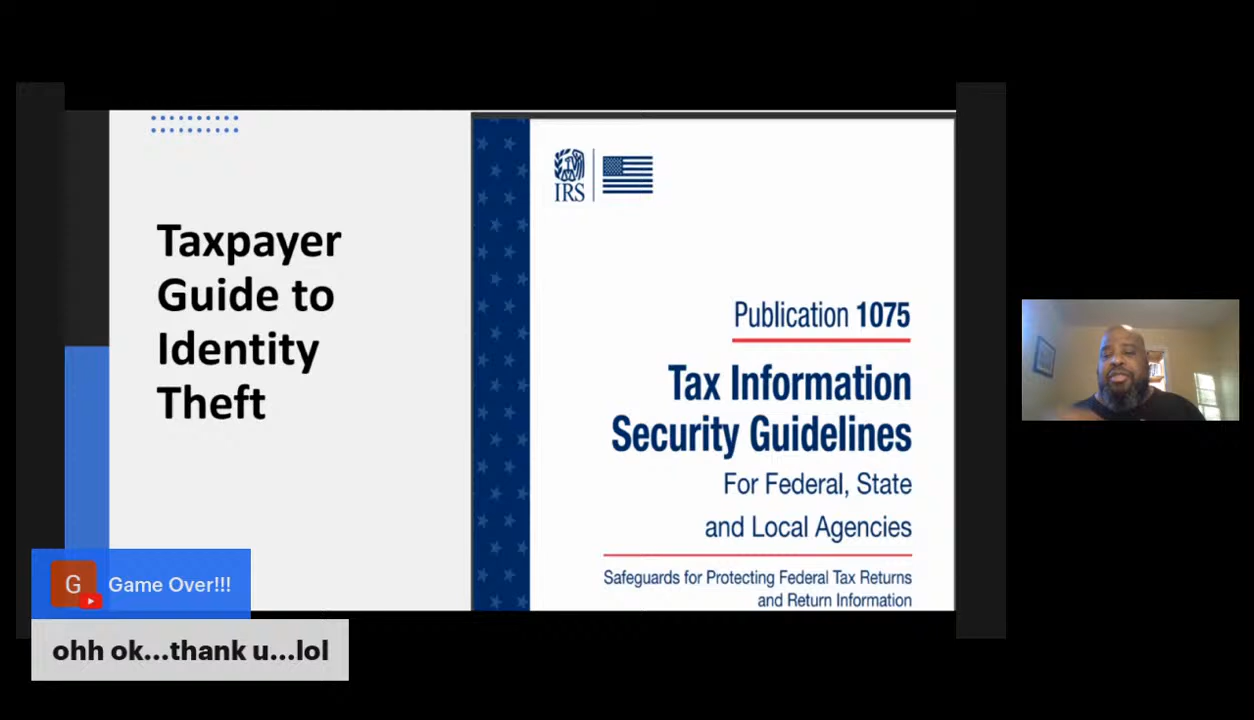 Taxpayer
Guide to
Identity
Theft
IRS
Publication 1075
Tax Information
Security Guidelines
For Federal, State
and Local Agencies
Safeguards for Protecting Federal Tax Returns
and Return Information
G
Game Over!!!
ohh ok...thank u...lol